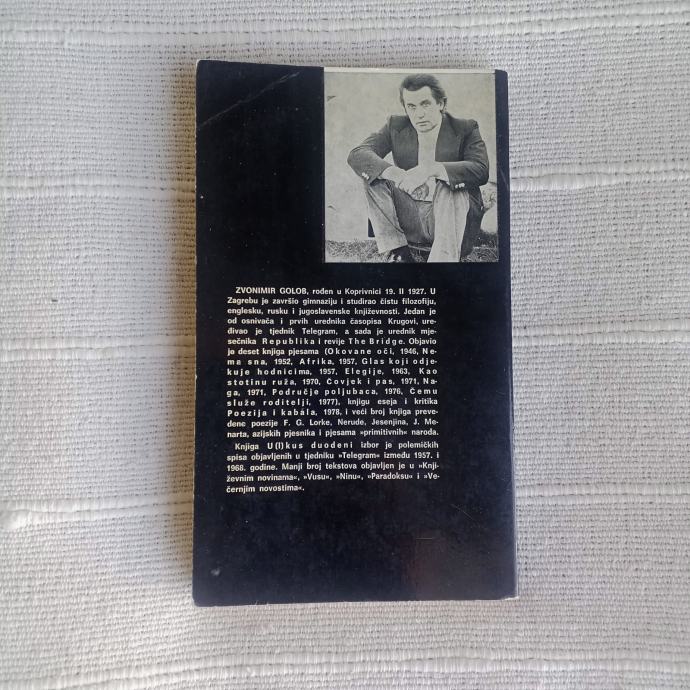 ZVONIMIR GOLOB, rođen u Koprivnici 19. II 1927. U
Zagrebu je završio gimnaziju i studirao čistu filozofiju,
englesku, rusku i jugoslavenske književnosti. Jedan je
od osnivača i prvih urednika časopisa Krugovi, ure-
đivao je tjednik Telegram, a sada je urednik mje-
sečnika Republika i revije The Bridge. Objavio
je deset knjiga pjesama (Okovane oči, 1946, Ne-
ma sna, 1952, Afrika, 1957, Glas koji odje-
kuje hodnicima, 1957, Elegije, 1963, Kao
stotinu ruža, 1970, Čovjek i pas, 1971, Na-
ga, 1971, Područje poljubaca, 1976, Čemu
služe roditelji, 1977), knjigu eseja i kritika
Poezija i kabala, 1978. i veći broj knjiga preve-
dene poezije F. G. Lorke, Nerude, Jesenjina, J. Me-
narta, azijskih pjesnika i pjesama »primitivnih« naroda.
Knjiga U(l)kus duodeni izbor je polemičkih
spisa objavljenih u tjedniku »Telegram« između 1957. i
1968. godine. Manji broj tekstova objavljen je u »Knji-
ževnim novinama«, »Vusu«, »Ninu«, »Paradoksu« i »Ve-
černjim novostima«.